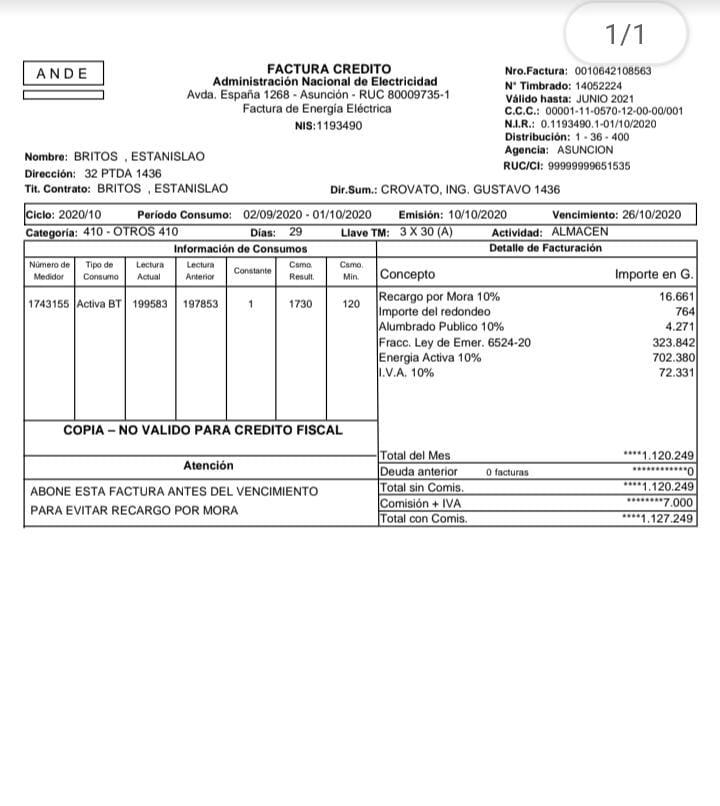 1/1
ANDE
FACTURA CREDITO
Administración Nacional de Electricidad
Avda. España 1268 - Asunción - RUC 80009735-1
Factura de Energía Eléctrica
NIS:1193490
Nro.Factura: 0010642108563
N° Timbrado: 14052224
Válido hasta: JUNIO 2021
C.C.C.: 00001-11-0570-12-00-00/001
N.I.R.: 0.1193490.1-01/10/2020
Distribución: 1 - 36 - 400
Agencia: ASUNCION
RUC/CI: 99999999651535
Nombre: BRITOS , ESTANISLAO
Dirección: 32 PTDA 1436
Tit. Contrato: BRITOS , ESTANISLAO Dir.Sum.: CROVATO, ING. GUSTAVO 1436
Ciclo: 2020/10 Período Consumo: 02/09/2020 - 01/10/2020 Emisión: 10/10/2020 Vencimiento: 26/10/2020
Categoría: 410 - OTROS 410 Días: 29 Llave TM: 3 X 30 (A) Actividad: ALMACEN
Información de Consumos Detalle de Facturación
Número de Medidor Tipo de Consumo Lectura Actual Lectura Anterior Constante Csmo. Result. Csmo. Min. Concepto Importe en G.
1743155 Activa BT 199583 197853 1 1730 120
Recargo por Mora 10% 16.661
Importe del redondeo 764
Alumbrado Publico 10% 4.271
Fracc. Ley de Emer. 6524-20 323.842
Energia Activa 10% 702.380
I.V.A. 10% 72.331
COPIA – NO VALIDO PARA CREDITO FISCAL
Atención
ABONE ESTA FACTURA ANTES DEL VENCIMIENTO
PARA EVITAR RECARGO POR MORA
Total del Mes ****1.120.249
Deuda anterior 0 facturas ************0
Total sin Comis. ****1.120.249
Comisión + IVA ********7.000
Total con Comis. ****1.127.249